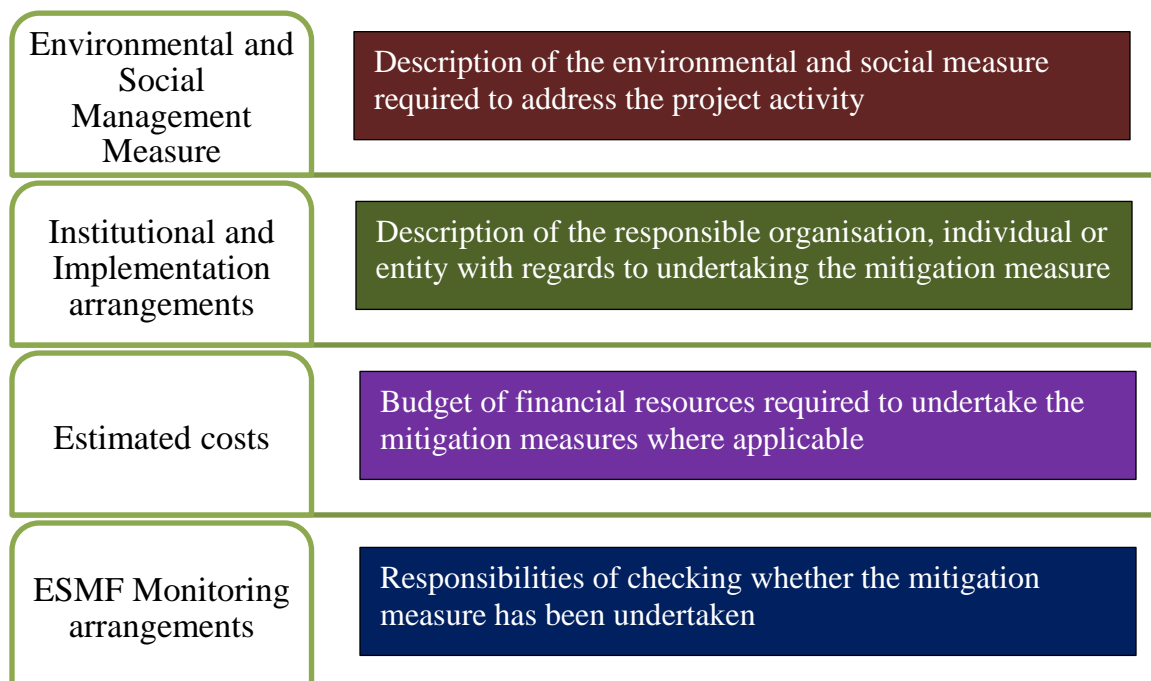 Environmental and
Social
Management
Measure
Description of the environmental and social measure
required to address the project activity
Institutional and
Implementation
arrangements
Description of the responsible organisation, individual or
entity with regards to undertaking the mitigation measure
Estimated costs
Budget of financial resources required to undertake the
mitigation measures where applicable
ESMF Monitoring
arrangements
Responsibilities of checking whether the mitigation
measure has been undertaken